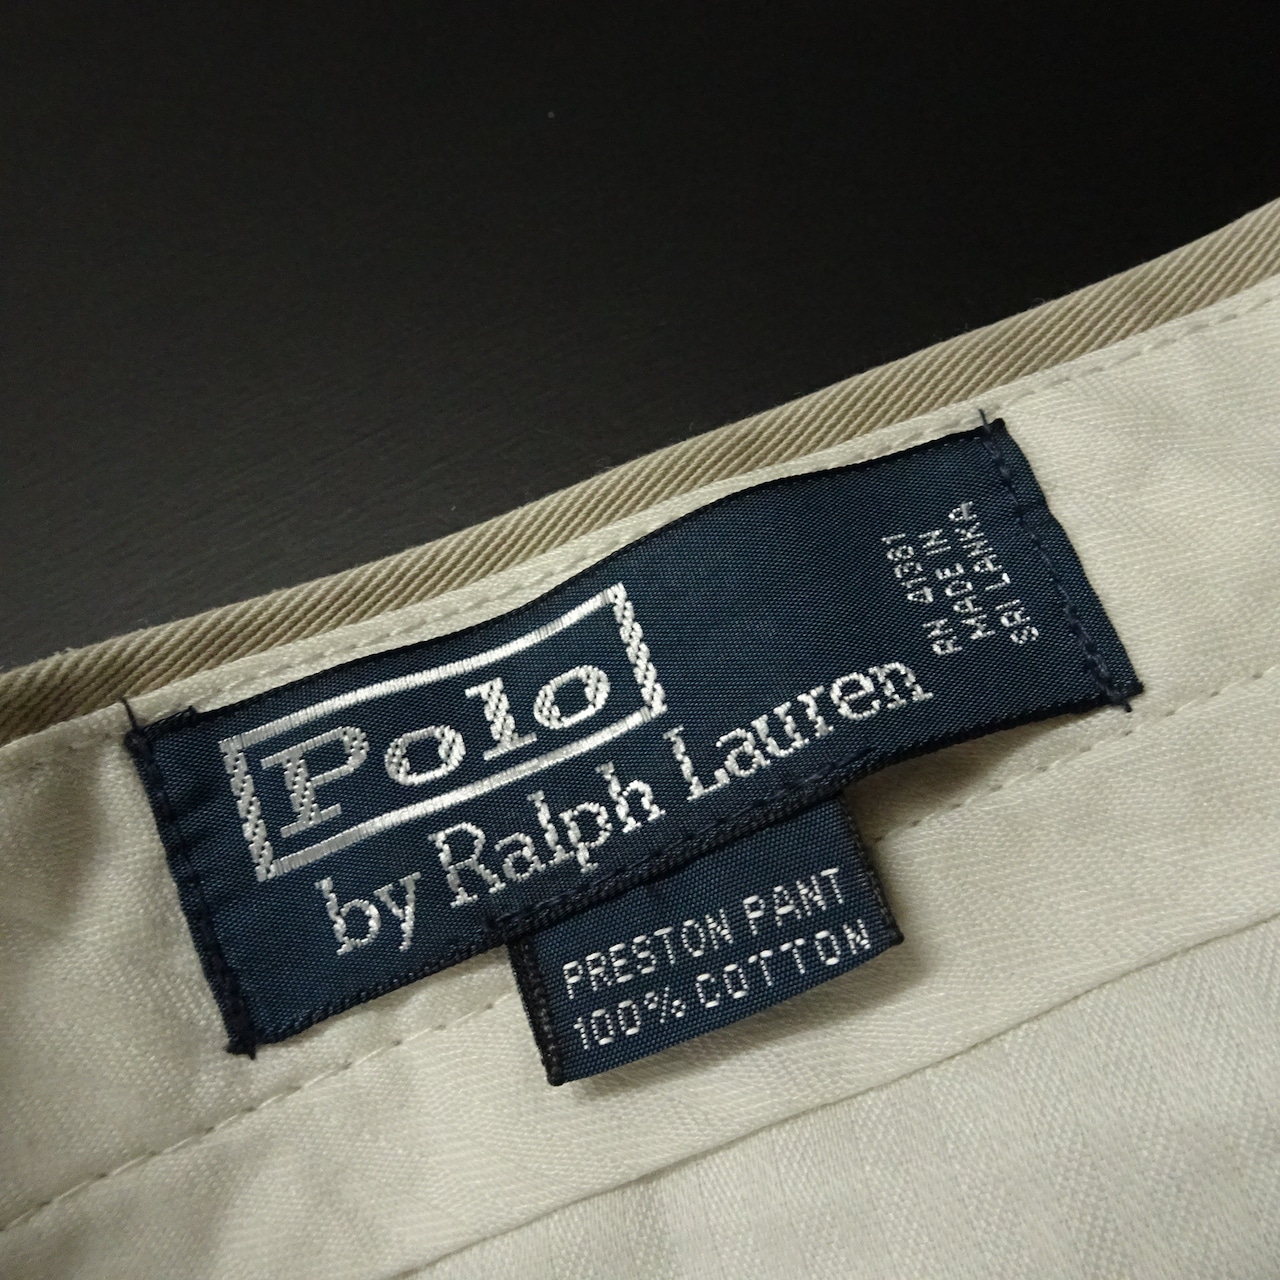 Polo
by Ralph Lauren
RN 41381
MADE IN
SRI LANKA
PRESTON PANT
100% COTTON